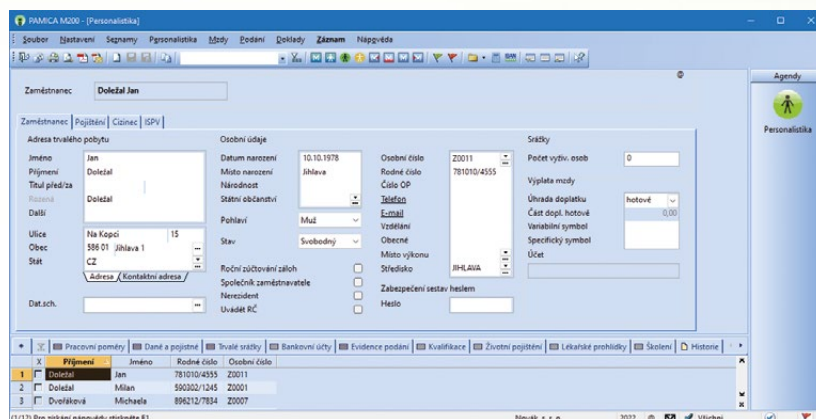 PAMICA M200 - [Personalistika]
Soubor Nastavení Seznamy Personalistika Mzdy Podání Doklady Záznam Nápověda
Agendy
Zaměstnanec Doležal Jan
Personalistika
Zaměstnanec Pojištění Cizinec ISPV
Adresa trvalého pobytu Osobní údaje Srážky
Jméno Jan Datum narození 10.10.1978 Osobní číslo Z0011 Počet vyživ. osob 0
Příjmení Doležal Místo narození Jihlava Rodné číslo 781010/4555
Titul před/za Národnost Číslo OP Výplata mzdy
Řazená Doležal Státní občanství Telefon Úhrada doplatku hotově
Další Pohlaví Muž E-mail Část dopl. hotově 0,00
Vzdělání Variabilní symbol
Ulice Na Kopci 15 Stav Svobodný Obecné Specifický symbol
Obec 586 01 Jihlava 1 Místo výkonu Účet
Stát CZ Roční zúčtování záloh Středisko JIHLAVA
Adresa Kontaktní adresa Společník zaměstnavatele Zabezpečení sestav heslem
Dat.sch. Nerezident Heslo
Uvádět RČ
Pracovní poměry Daně a pojistné Trvalé srážky Bankovní účty Evidence podání Kvalifikace Životní pojištění Lékařské prohlídky Školení Historie
X Příjmení Jméno Rodné číslo Osobní číslo
1 Doležal Jan 781010/4555 Z0011
2 Doležal Milan 590302/1245 Z0001
3 Dvořáková Michaela 896212/7834 Z0007
(1/17) Pro získání nápovědy stiskněte F1. Novák s.r.o. 2022 Všichni